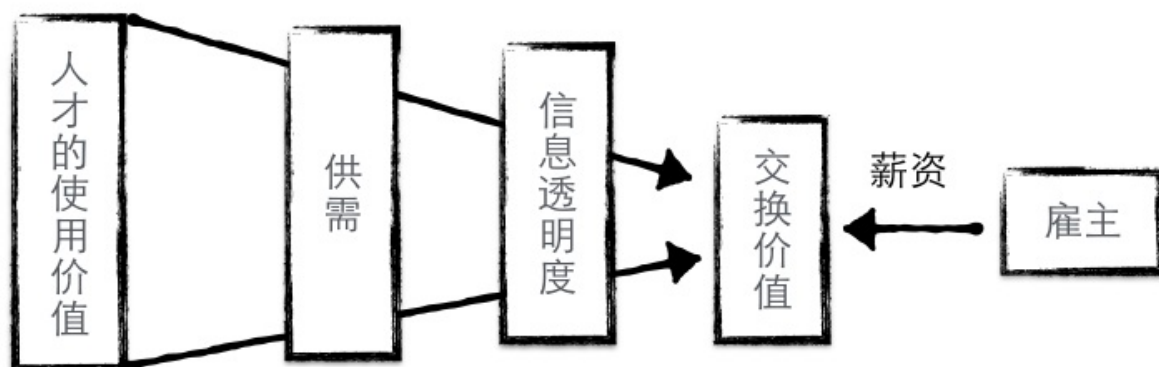 人才的使用价值
供需
信息透明度
交换价值
薪资
雇主